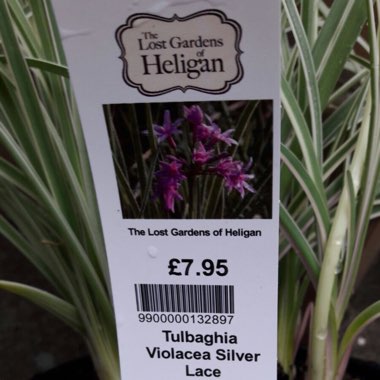 The
Lost Gardens
of
Heligan
The Lost Gardens of Heligan
£7.95
9900000132897
Tulbaghia
Violacea Silver
Lace